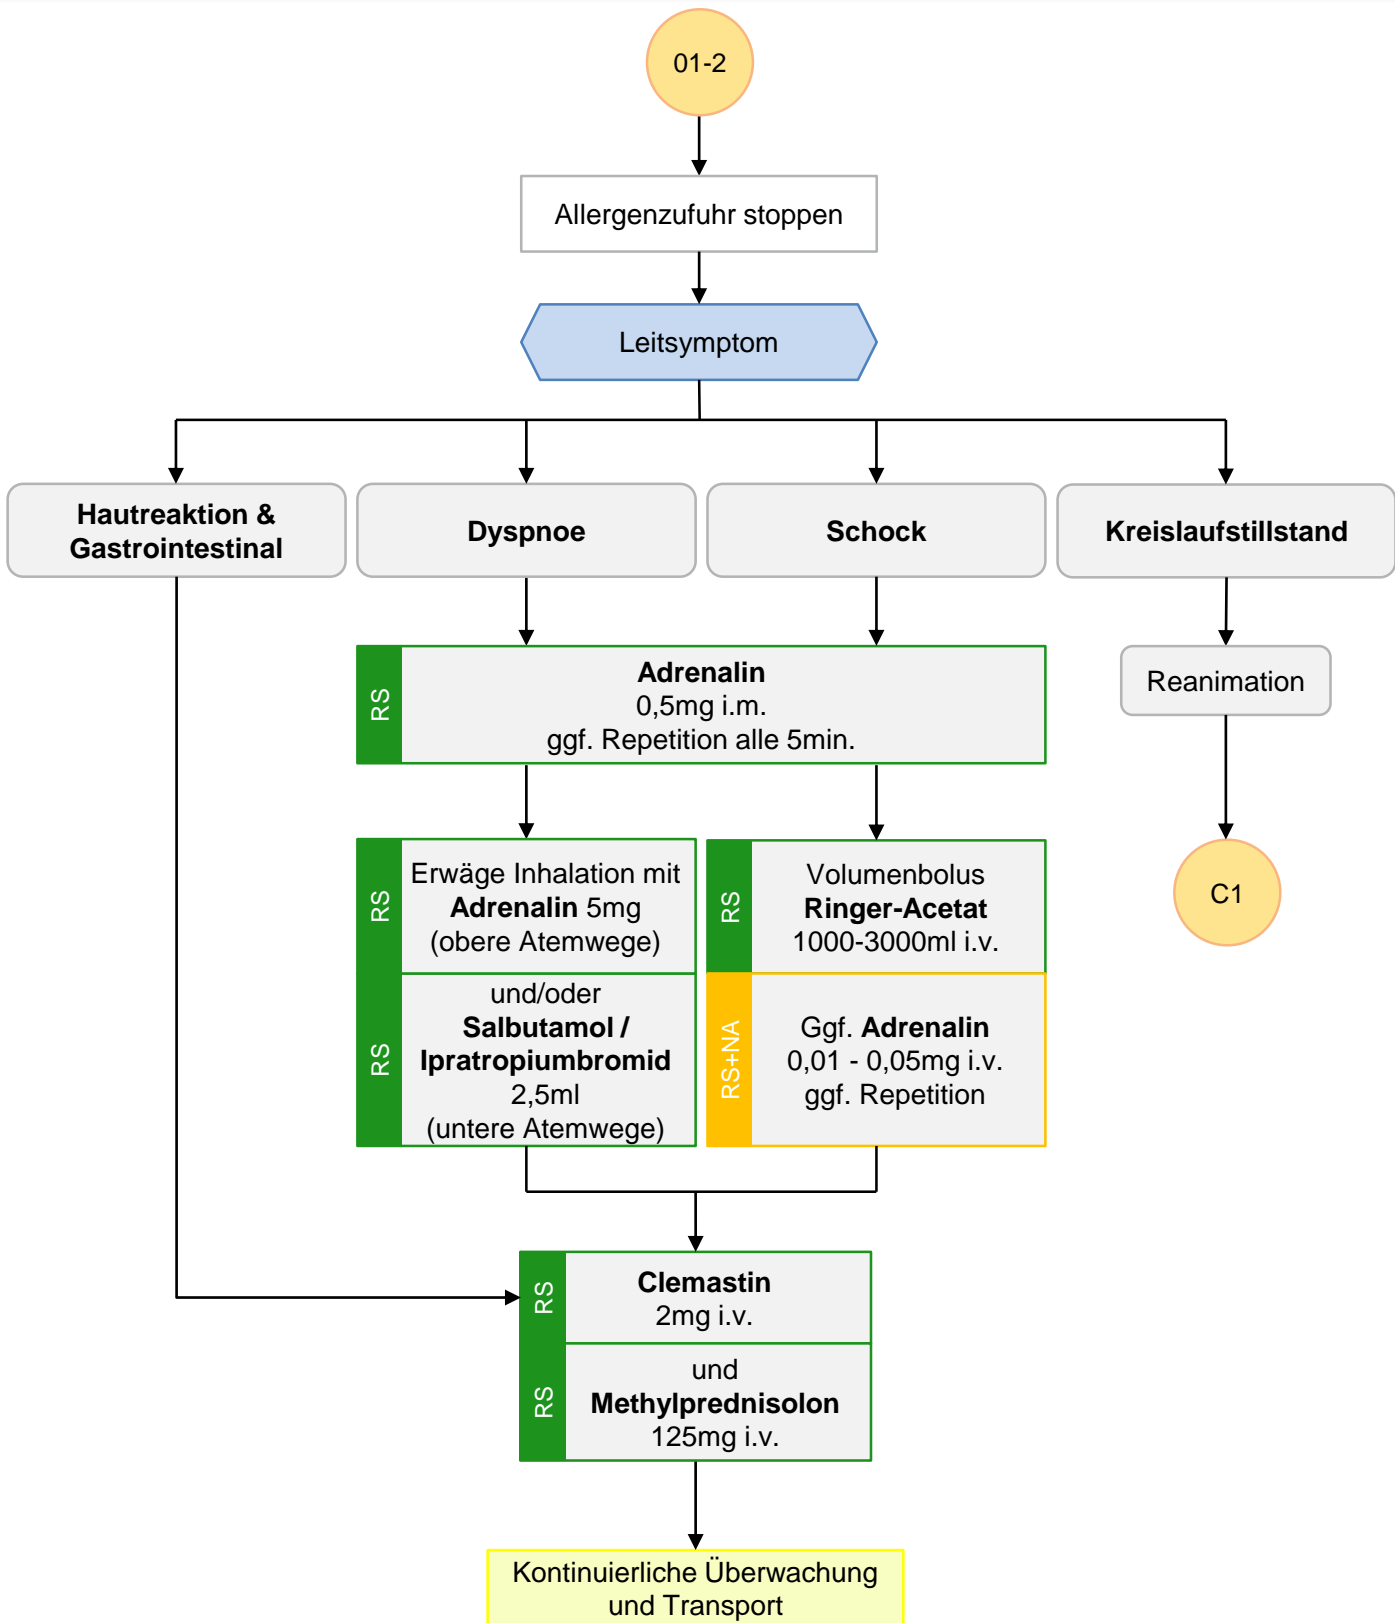 01-2
Allergenzufuhr stoppen
Leitsymptom
Hautreaktion &
Gastrointestinal
Dyspnoe
Schock
Kreislaufstillstand
RS
Adrenalin
0,5mg i.m.
ggf. Repetition alle 5min.
Reanimation
RS
Erwäge Inhalation mit
Adrenalin 5mg
(obere Atemwege)
RS
und/oder
Salbutamol /
Ipratropiumbromid
2,5ml
(untere Atemwege)
RS
Volumenbolus
Ringer-Acetat
1000-3000ml i.v.
RS+NA
Ggf. Adrenalin
0,01 - 0,05mg i.v.
ggf. Repetition
C1
RS
Clemastin
2mg i.v.
RS
und
Methylprednisolon
125mg i.v.
Kontinuierliche Überwachung
und Transport